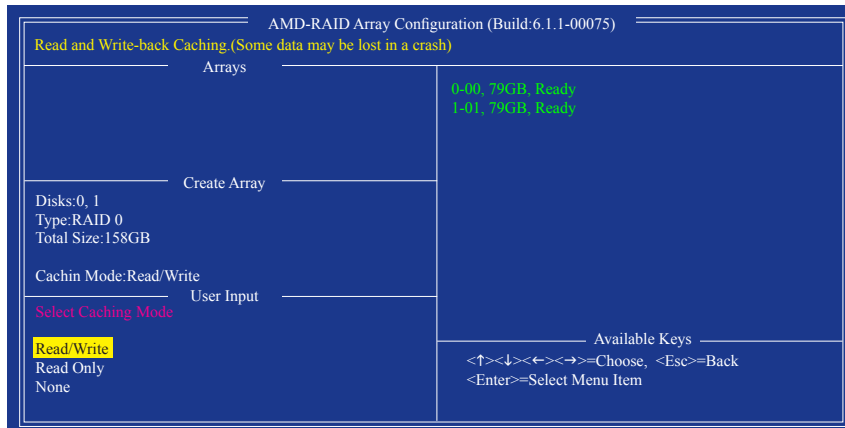 AMD-RAID Array Configuration (Build:6.1.1-00075)
Read and Write-back Caching.(Some data may be lost in a crash)
Arrays
0-00, 79GB, Ready
1-01, 79GB, Ready
Create Array
Disks:0, 1
Type:RAID 0
Total Size:158GB
Cachin Mode:Read/Write
User Input
Select Caching Mode
Read/Write
Read Only
None
Available Keys
<↑><↓><←><→>=Choose, <Esc>=Back
<Enter>=Select Menu Item